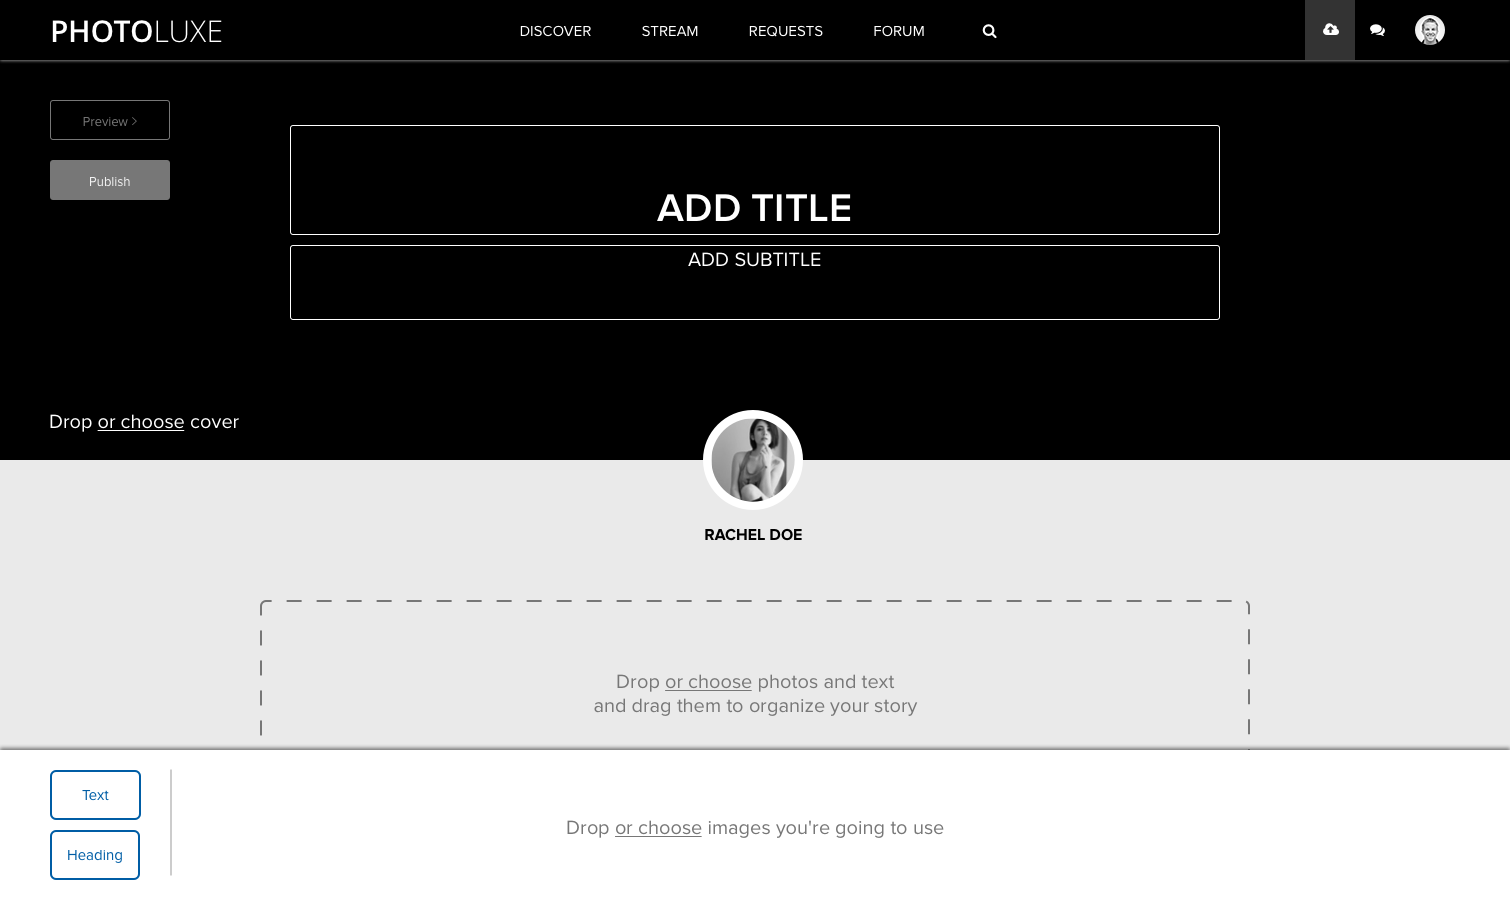 PHOTOLUXE
DISCOVER STREAM REQUESTS FORUM
Preview >
Publish
ADD TITLE
ADD SUBTITLE
Drop or choose cover
RACHEL DOE
Drop or choose photos and text
and drag them to organize your story
Text
Heading
Drop or choose images you're going to use